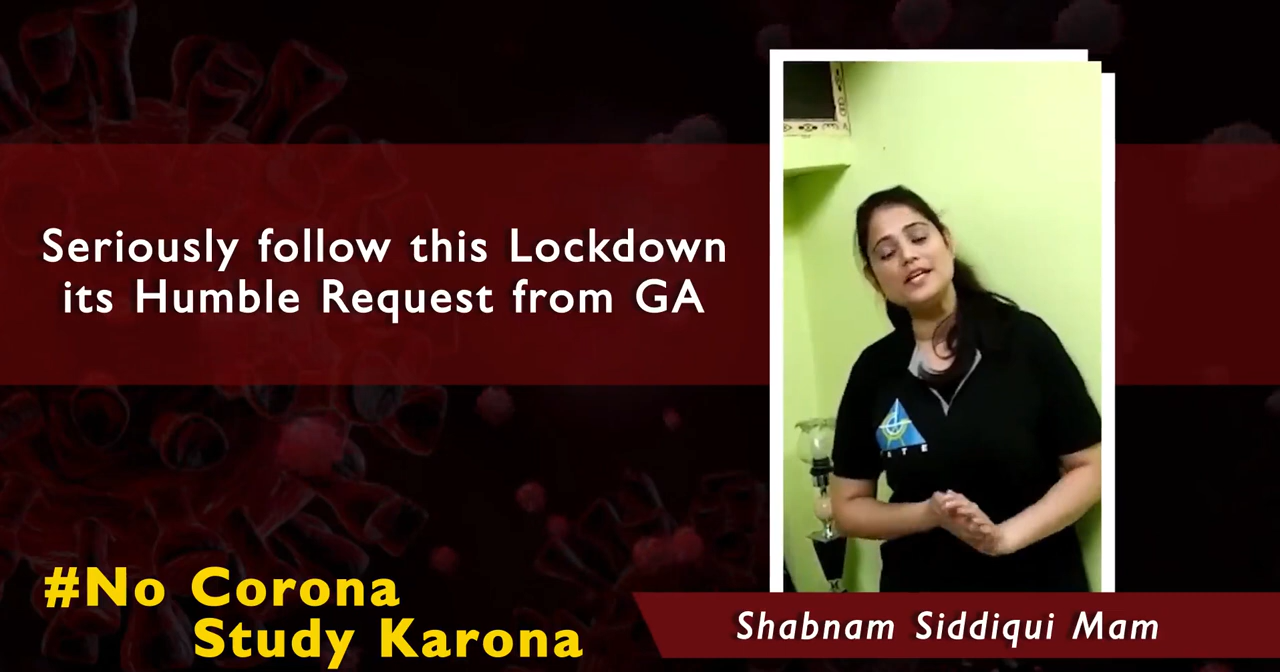 Seriously follow this Lockdown
its Humble Request from GA
#No Corona
Study Karona
Shabnam Siddiqui Mam